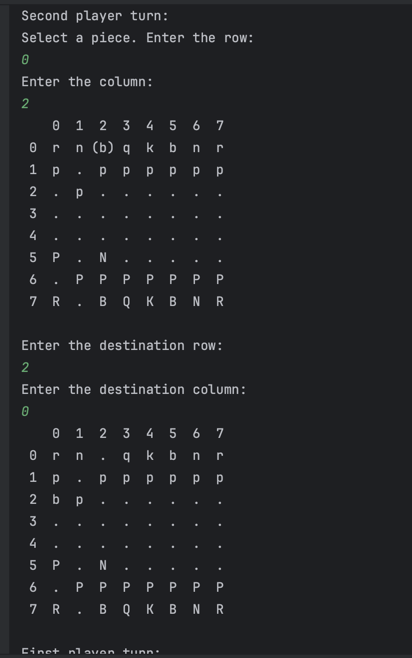 Second player turn:
Select a piece. Enter the row:
0
Enter the column:
2
0 1 2 3 4 5 6 7
0 r n (b) q k b n r
1 p . p p p p p p
2 . p . . . . . .
3 . . . . . . . .
4 . . . . . . . .
5 P . N . . . . .
6 . P P P P P P P
7 R . B Q K B N R
Enter the destination row:
2
Enter the destination column:
0
0 1 2 3 4 5 6 7
0 r n . q k b n r
1 p . p p p p p p
2 b p . . . . . .
3 . . . . . . . .
4 . . . . . . . .
5 P . N . . . . .
6 . P P P P P P P
7 R . B Q K B N R
First player turn: